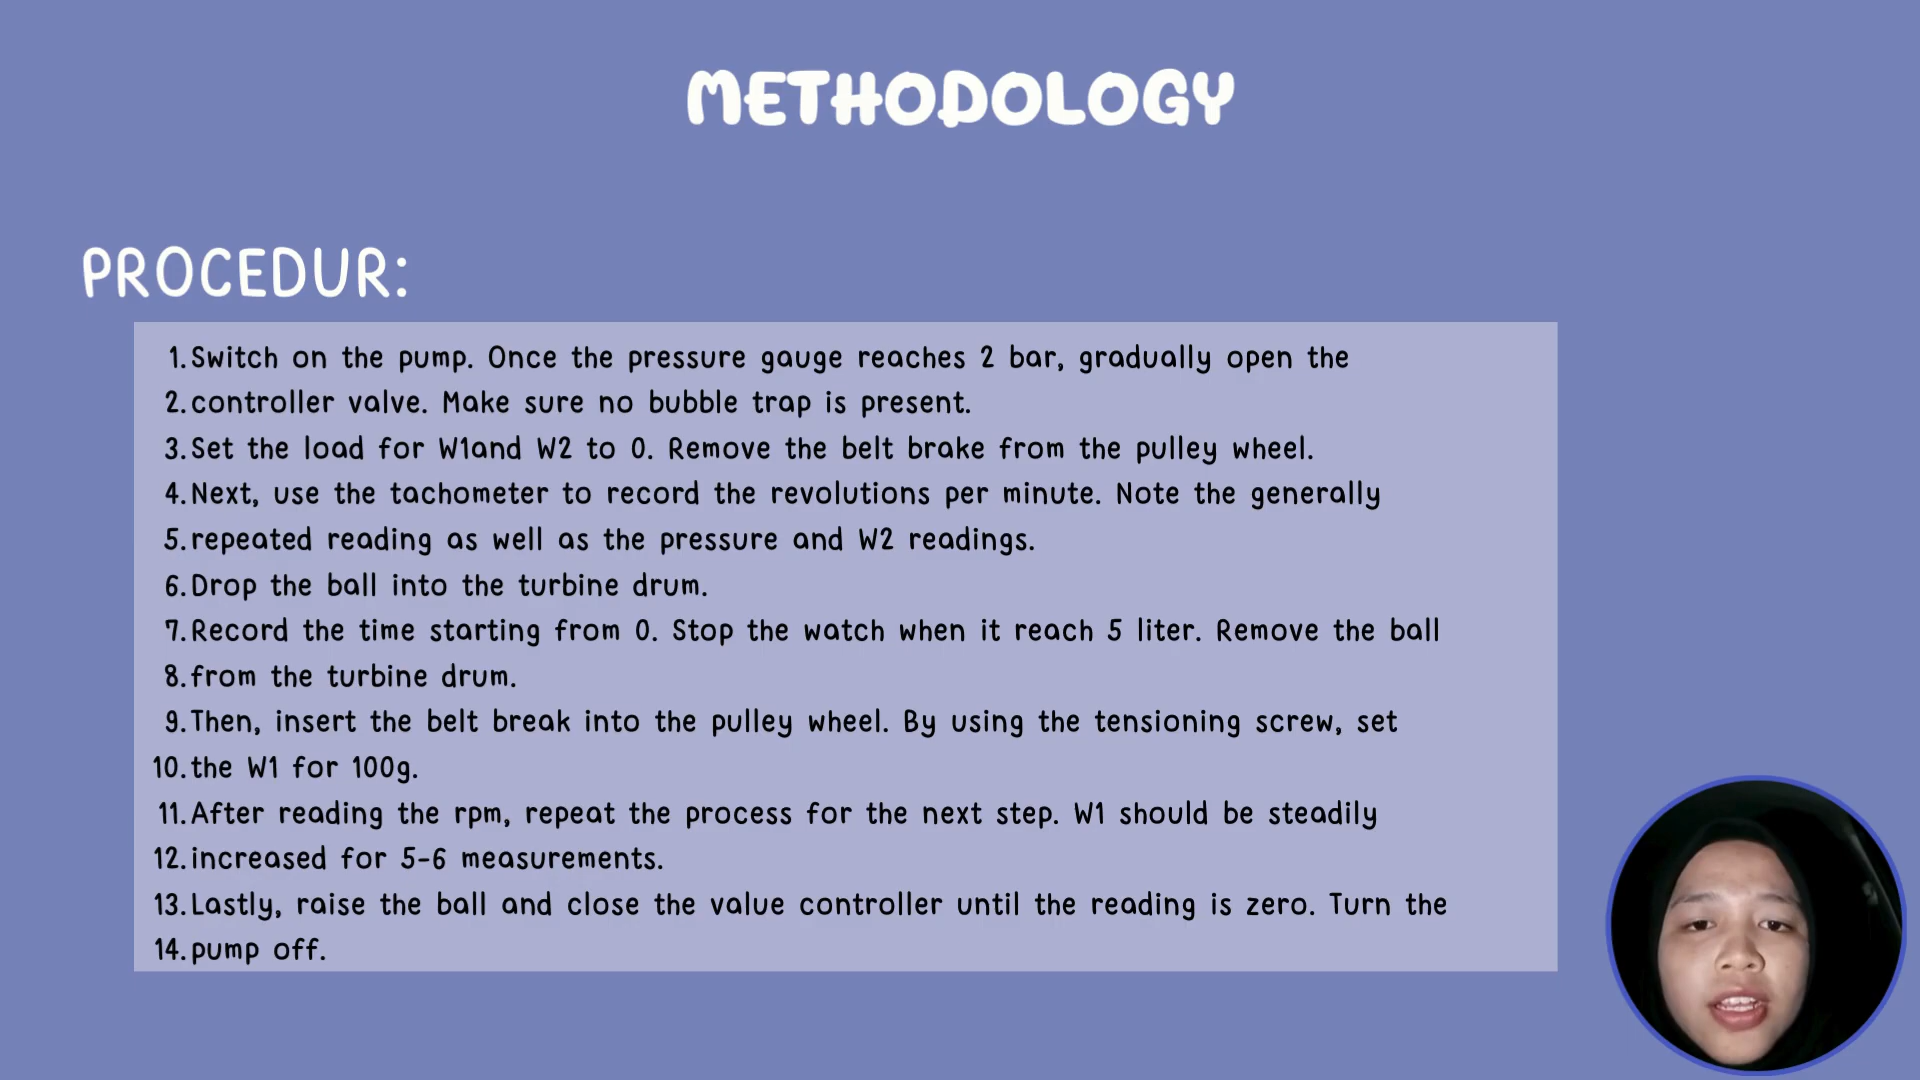 METHODOLOGY
PROCEDUR:
1. Switch on the pump. Once the pressure gauge reaches 2 bar, gradually open the
2. controller valve. Make sure no bubble trap is present.
3. Set the load for W1and W2 to 0. Remove the belt brake from the pulley wheel.
4. Next, use the tachometer to record the revolutions per minute. Note the generally
5. repeated reading as well as the pressure and W2 readings.
6. Drop the ball into the turbine drum.
7. Record the time starting from 0. Stop the watch when it reach 5 liter. Remove the ball
8. from the turbine drum.
9. Then, insert the belt break into the pulley wheel. By using the tensioning screw, set
10. the W1 for 100g.
11. After reading the rpm, repeat the process for the next step. W1 should be steadily
12. increased for 5-6 measurements.
13. Lastly, raise the ball and close the value controller until the reading is zero. Turn the
14. pump off.